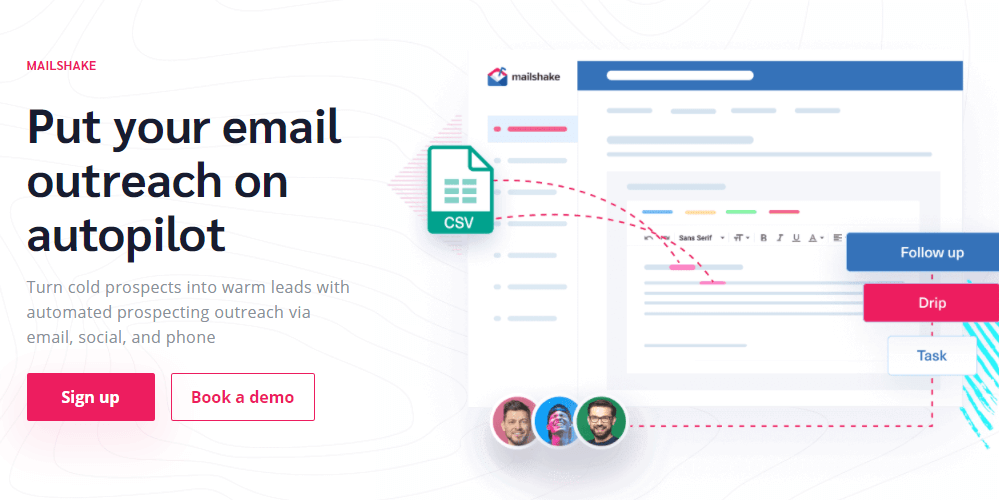 MAILSHAKE
Put your email
outreach on
autopilot
Turn cold prospects into warm leads with
automated prospecting outreach via
email, social, and phone
Sign up
Book a demo
mailshake
CSV
Sans Serif
B I U A
Follow up
Drip
Task